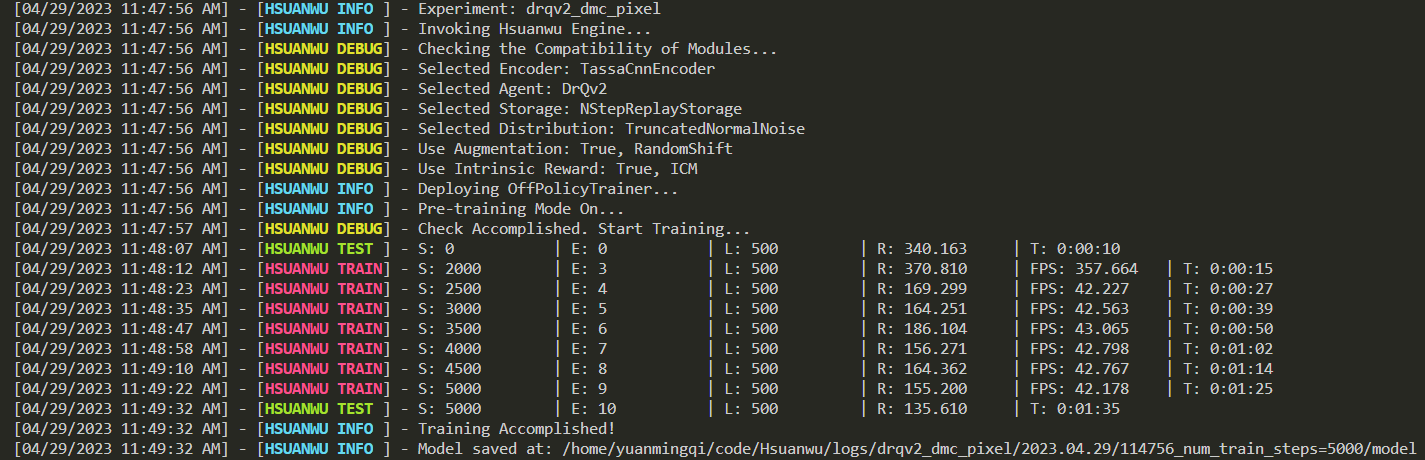 [04/29/2023 11:47:56 AM] - [HSUANWU INFO ] - Experiment: drqv2_dmc_pixel
[04/29/2023 11:47:56 AM] - [HSUANWU INFO ] - Invoking Hsuanwu Engine...
[04/29/2023 11:47:56 AM] - [HSUANWU DEBUG] - Checking the Compatibility of Modules...
[04/29/2023 11:47:56 AM] - [HSUANWU DEBUG] - Selected Encoder: TassaCnnEncoder
[04/29/2023 11:47:56 AM] - [HSUANWU DEBUG] - Selected Agent: DrQv2
[04/29/2023 11:47:56 AM] - [HSUANWU DEBUG] - Selected Storage: NStepReplayStorage
[04/29/2023 11:47:56 AM] - [HSUANWU DEBUG] - Selected Distribution: TruncatedNormalNoise
[04/29/2023 11:47:56 AM] - [HSUANWU DEBUG] - Use Augmentation: True, RandomShift
[04/29/2023 11:47:56 AM] - [HSUANWU DEBUG] - Use Intrinsic Reward: True, ICM
[04/29/2023 11:47:56 AM] - [HSUANWU INFO ] - Deploying OffPolicyTrainer...
[04/29/2023 11:47:56 AM] - [HSUANWU INFO ] - Pre-training Mode On...
[04/29/2023 11:47:57 AM] - [HSUANWU DEBUG] - Check Accomplished. Start Training...
[04/29/2023 11:48:07 AM] - [HSUANWU TEST ] - S: 0 | E: 0 | L: 500 | R: 340.163 | T: 0:00:10
[04/29/2023 11:48:12 AM] - [HSUANWU TRAIN] - S: 2000 | E: 3 | L: 500 | R: 370.810 | FPS: 357.664 | T: 0:00:15
[04/29/2023 11:48:23 AM] - [HSUANWU TRAIN] - S: 2500 | E: 4 | L: 500 | R: 169.299 | FPS: 42.227 | T: 0:00:27
[04/29/2023 11:48:35 AM] - [HSUANWU TRAIN] - S: 3000 | E: 5 | L: 500 | R: 164.251 | FPS: 42.563 | T: 0:00:39
[04/29/2023 11:48:47 AM] - [HSUANWU TRAIN] - S: 3500 | E: 6 | L: 500 | R: 186.104 | FPS: 43.065 | T: 0:00:50
[04/29/2023 11:48:58 AM] - [HSUANWU TRAIN] - S: 4000 | E: 7 | L: 500 | R: 156.271 | FPS: 42.798 | T: 0:01:02
[04/29/2023 11:49:10 AM] - [HSUANWU TRAIN] - S: 4500 | E: 8 | L: 500 | R: 164.362 | FPS: 42.767 | T: 0:01:14
[04/29/2023 11:49:22 AM] - [HSUANWU TRAIN] - S: 5000 | E: 9 | L: 500 | R: 155.200 | FPS: 42.178 | T: 0:01:25
[04/29/2023 11:49:32 AM] - [HSUANWU TEST ] - S: 5000 | E: 10 | L: 500 | R: 135.610 | T: 0:01:35
[04/29/2023 11:49:32 AM] - [HSUANWU INFO ] - Training Accomplished!
[04/29/2023 11:49:32 AM] - [HSUANWU INFO ] - Model saved at: /home/yuanmingqi/code/Hsuanwu/logs/drqv2_dmc_pixel/2023.04.29/114756_num_train_steps=5000/model